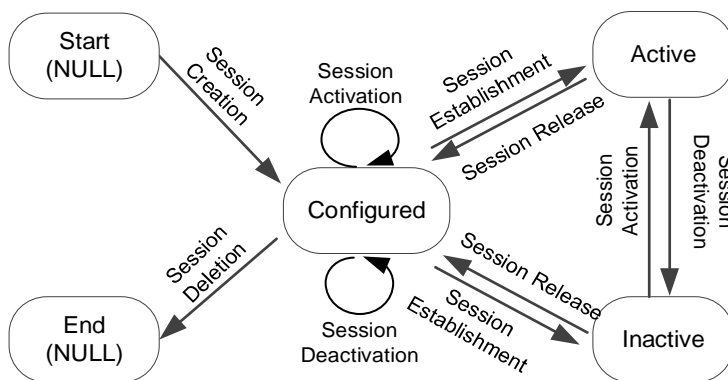 Start
(NULL)
Session
Creation
Session
Activation
Session
Establishment
Session Release
Active
Configured
Session
Activation
Session
Deactivation
Session
Deletion
Session Release
Session
Establishment
End
(NULL)
Session
Deactivation
Inactive